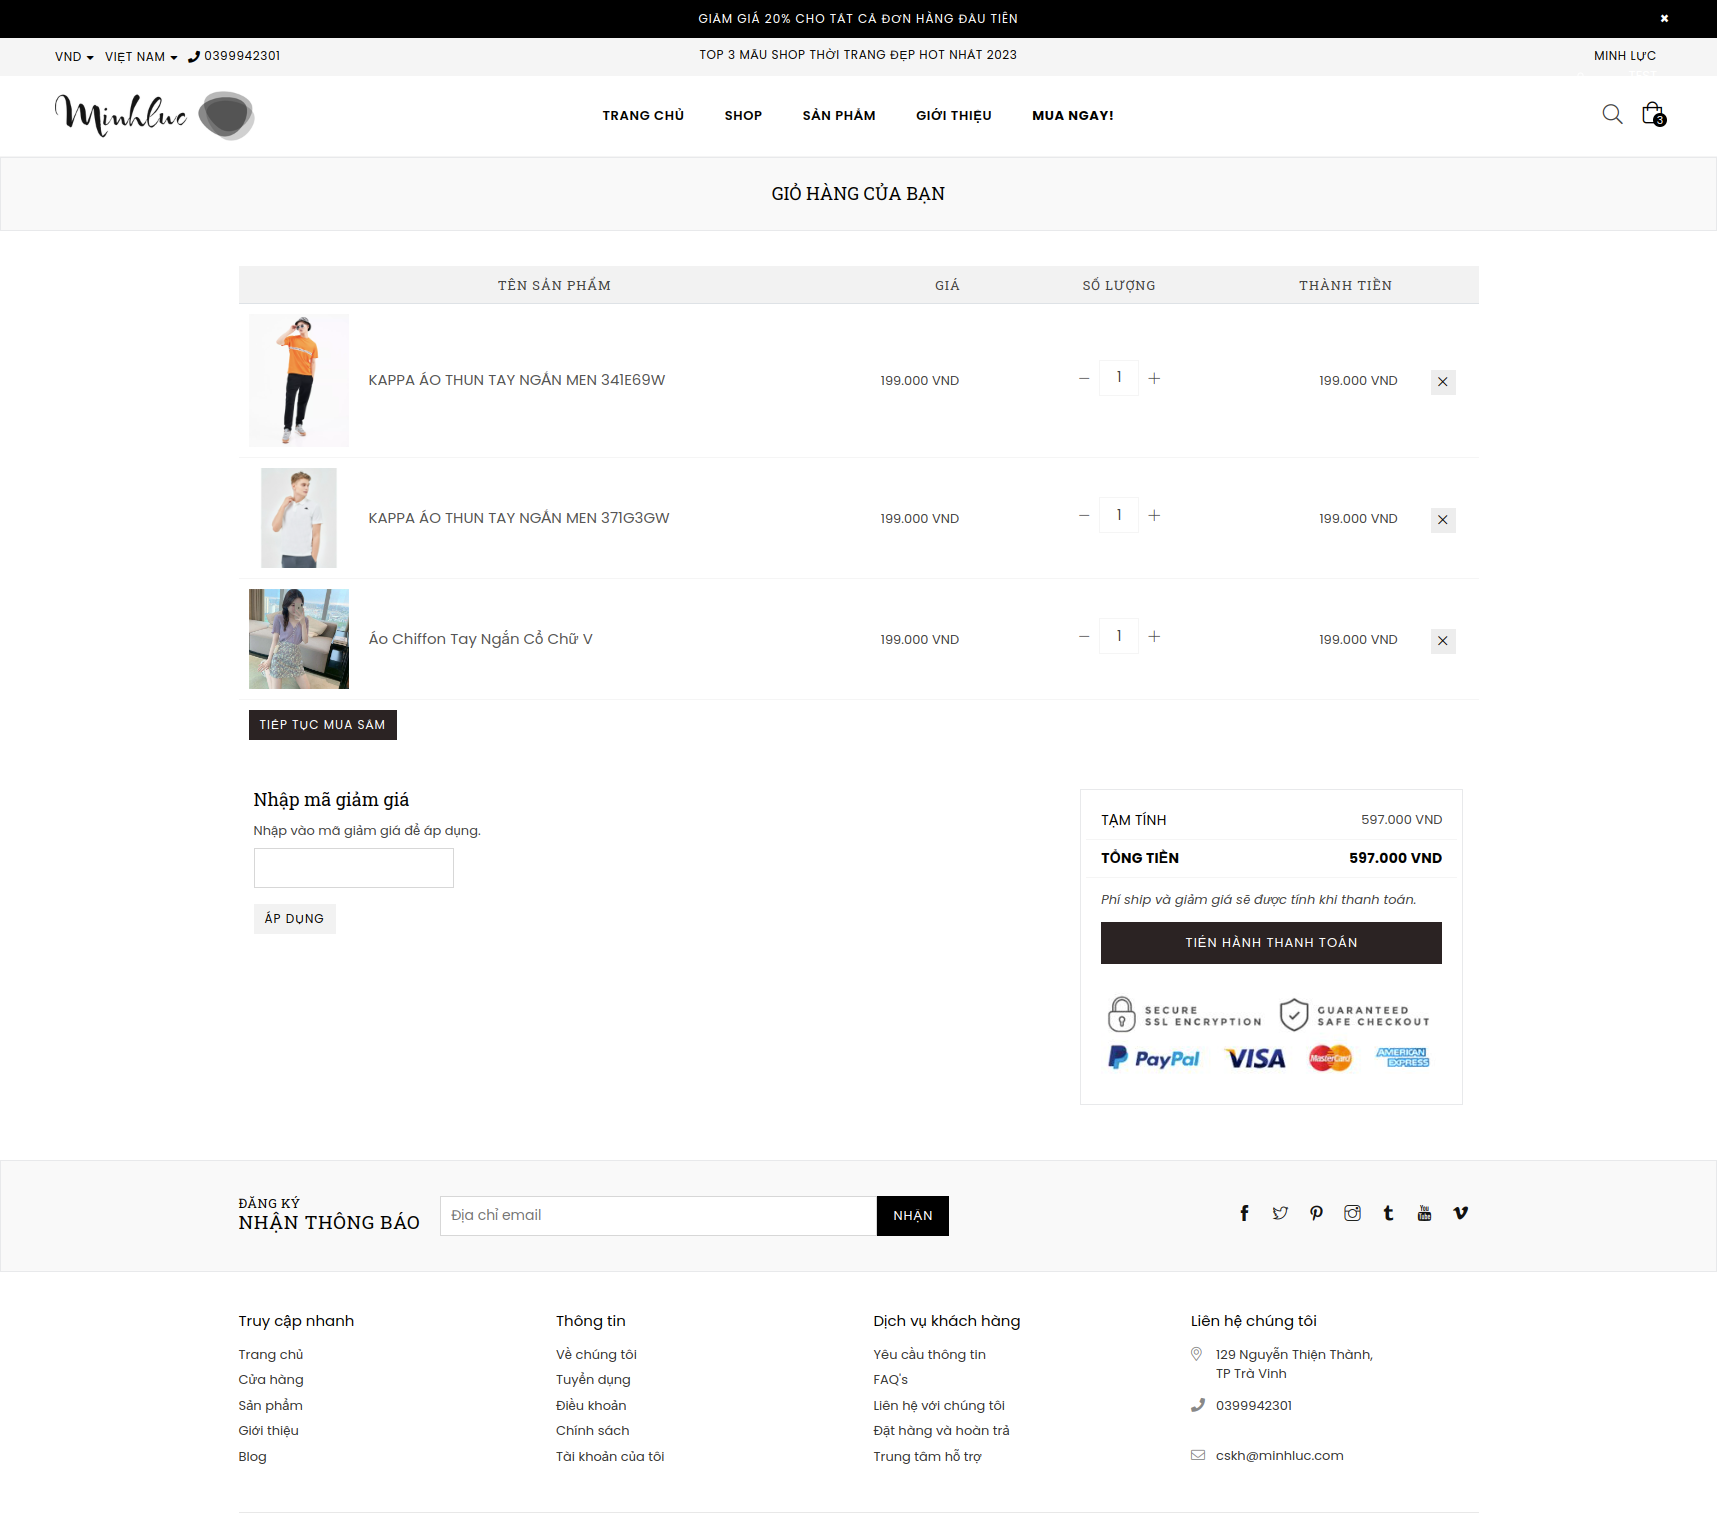 GIẢM GIÁ 20% CHO TẤT CẢ ĐƠN HÀNG ĐẦU TIÊN
VND VIỆT NAM 0399942301
TOP 3 MẪU SHOP THỜI TRANG ĐẸP HOT NHẤT 2023
MINH LỰC
Minhluc
TRANG CHỦ SHOP SẢN PHẨM GIỚI THIỆU MUA NGAY!
3
GIỎ HÀNG CỦA BẠN
TÊN SẢN PHẨM GIÁ SỐ LƯỢNG THÀNH TIỀN
KAPPA ÁO THUN TAY NGẮN MEN 341E69W 199.000 VND 1 199.000 VND
KAPPA ÁO THUN TAY NGẮN MEN 371G3GW 199.000 VND 1 199.000 VND
Áo Chiffon Tay Ngắn Cổ Chữ V 199.000 VND 1 199.000 VND
TIẾP TỤC MUA SẮM
Nhập mã giảm giá
Nhập vào mã giảm giá để áp dụng.
ÁP DỤNG
TẠM TÍNH 597.000 VND
TỔNG TIỀN 597.000 VND
Phí ship và giảm giá sẽ được tính khi thanh toán.
TIẾN HÀNH THANH TOÁN
SECURE
SSL ENCRYPTION
GUARANTEED
SAFE CHECKOUT
PayPal VISA MasterCard AMERICAN
EXPRESS
ĐĂNG KÝ
NHẬN THÔNG BÁO
Địa chỉ email
NHẬN
You
Tube
Truy cập nhanh
Trang chủ
Cửa hàng
Sản phẩm
Giới thiệu
Blog
Thông tin
Về chúng tôi
Tuyển dụng
Điều khoản
Chính sách
Tài khoản của tôi
Dịch vụ khách hàng
Yêu cầu thông tin
FAQ's
Liên hệ với chúng tôi
Đặt hàng và hoàn trả
Trung tâm hỗ trợ
Liên hệ chúng tôi
129 Nguyễn Thiện Thành,
TP Trà Vinh
0399942301
cskh@minhluc.com